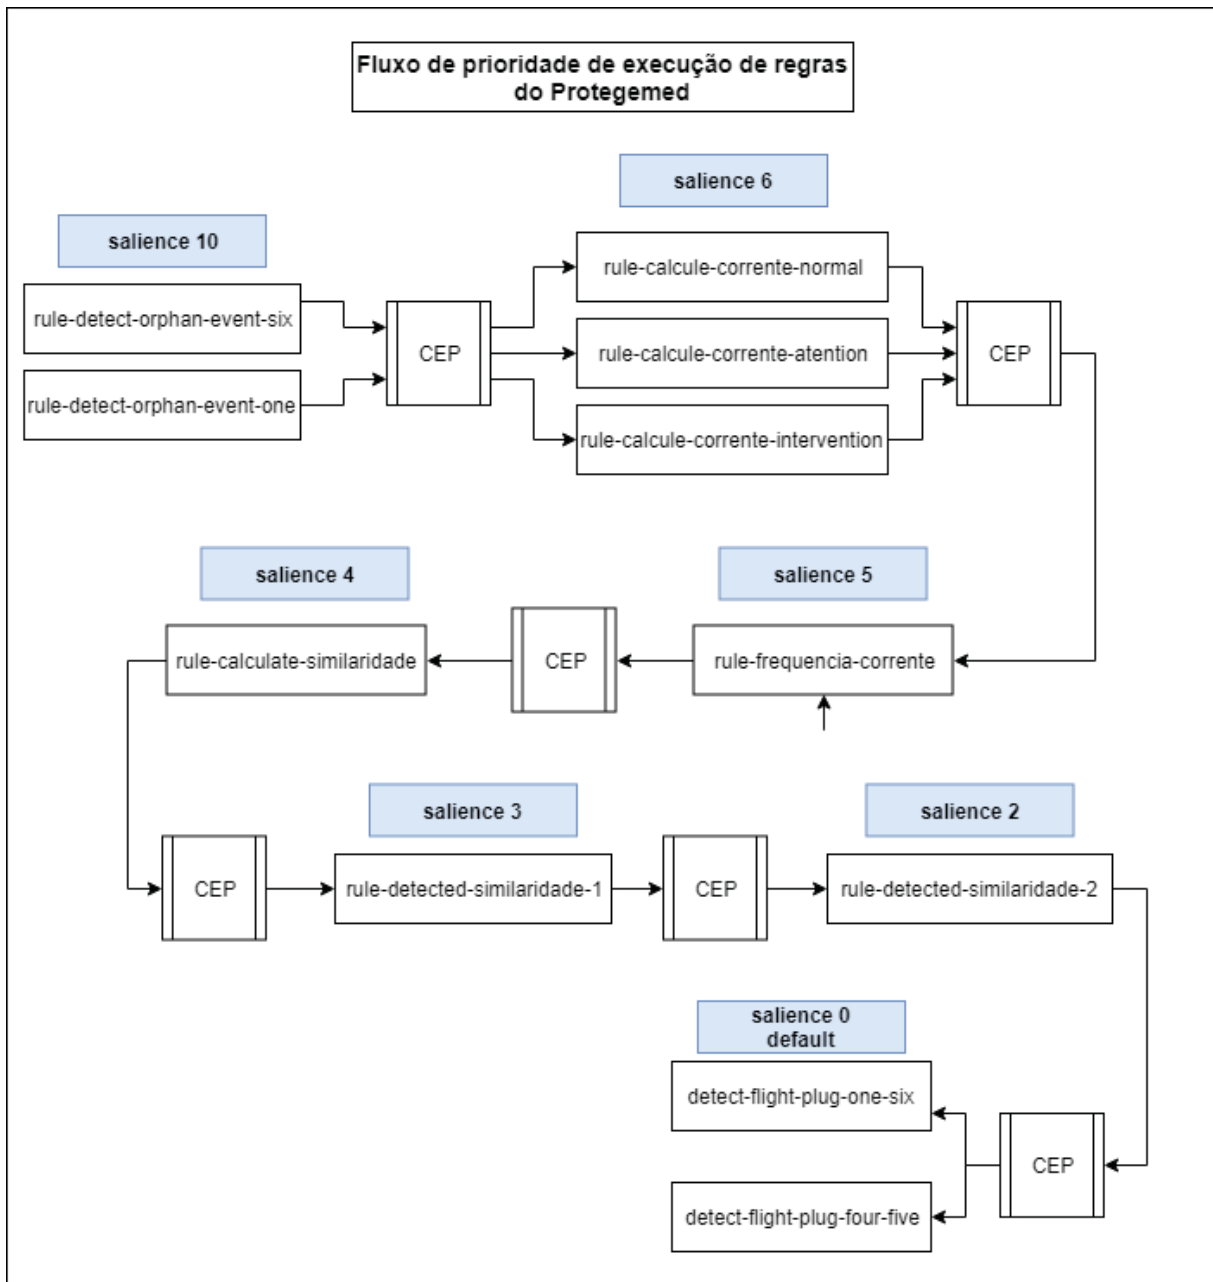 Fluxo de prioridade de execução de regras
do Protegemed
salience 6
salience 10
rule-calcule-corrente-normal
rule-detect-orphan-event-six
CEP
rule-calcule-corrente-atention
CEP
rule-detect-orphan-event-one
rule-calcule-corrente-intervention
salience 4
salience 5
rule-calculate-similaridade
CEP
rule-frequencia-corrente
salience 3
salience 2
CEP
rule-detected-similaridade-1
CEP
rule-detected-similaridade-2
salience 0
default
detect-flight-plug-one-six
CEP
detect-flight-plug-four-five